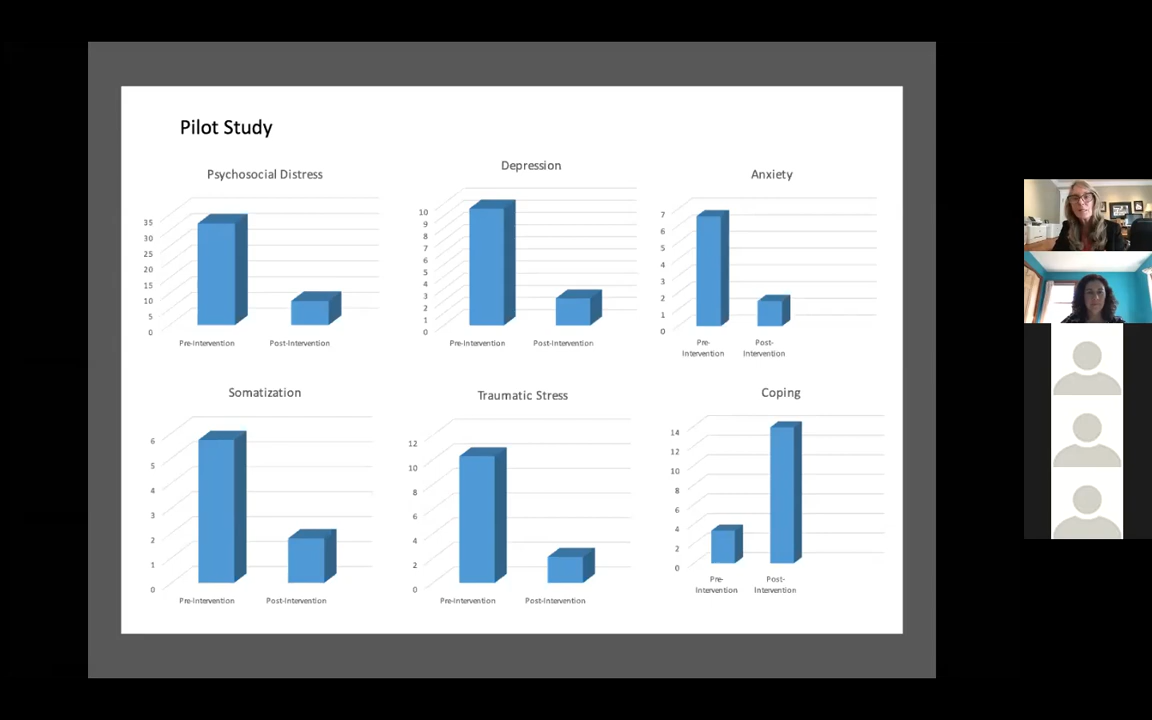 Pilot Study
Psychosocial Distress
35
30
25
20
15
10
5
0
Pre-Intervention
Post-Intervention
Depression
10
9
8
7
6
5
4
3
2
1
0
Pre-Intervention
Post-Intervention
Anxiety
7
6
5
4
3
2
1
0
Pre-
Intervention
Post-
Intervention
Somatization
6
5
4
3
2
1
0
Pre-Intervention
Post-Intervention
Traumatic Stress
12
10
8
6
4
2
0
Pre-Intervention
Post-Intervention
Coping
14
12
10
8
6
4
2
0
Pre-
Intervention
Post-
Intervention